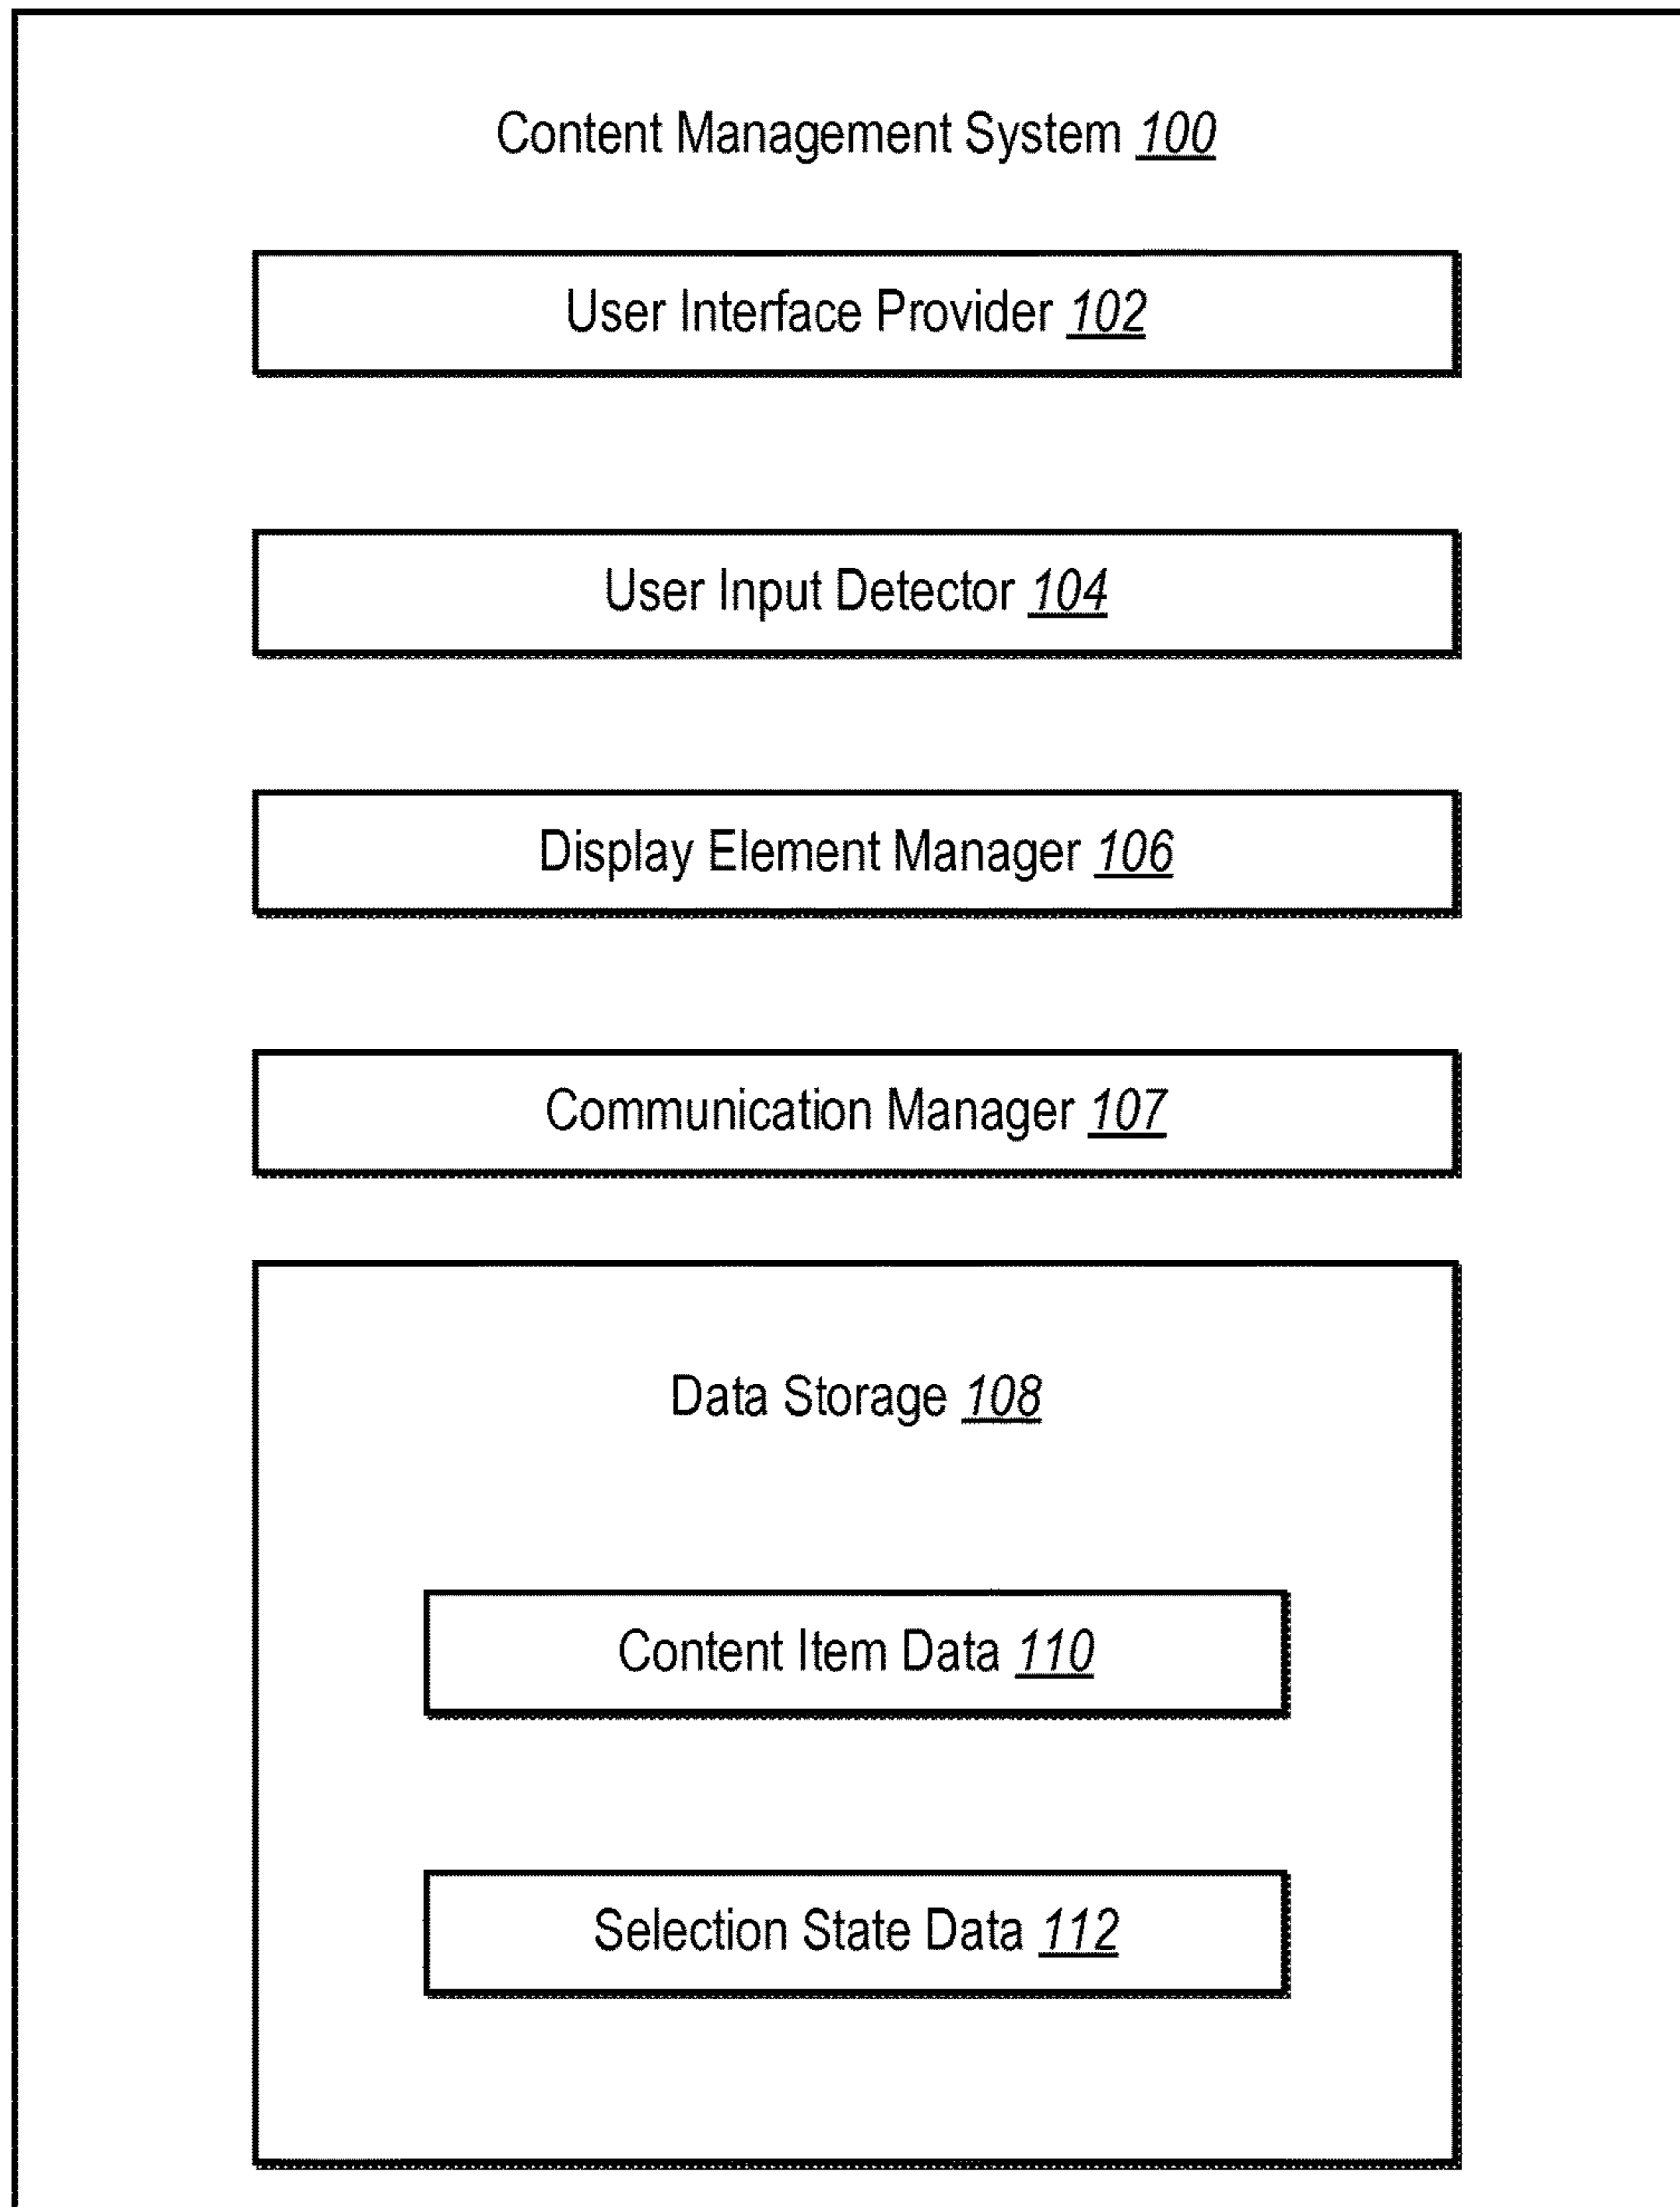 Content Management System 100
User Interface Provider 102
User Input Detector 104
Display Element Manager 106
Communication Manager 107
Data Storage 108
Content Item Data 110
Selection State Data 112